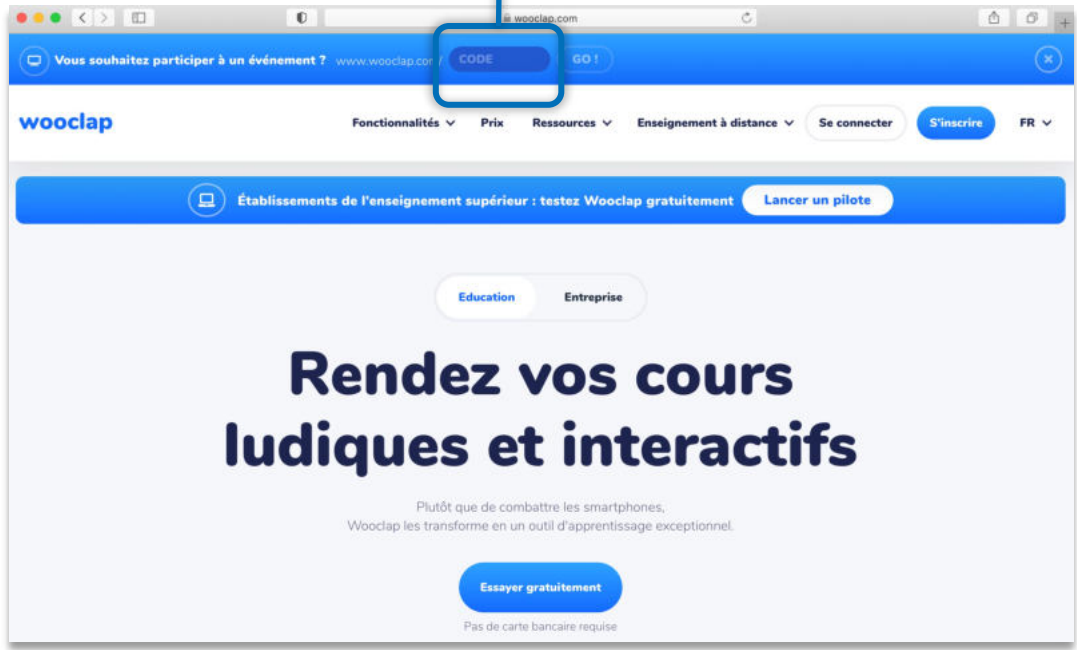 wooclap.com
Vous souhaitez participer à un événement ? www.wooclap.com/ CODE GO !
wooclap Fonctionnalités Prix Ressources Enseignement à distance Se connecter S'inscrire FR
Établissements de l'enseignement supérieur : testez Wooclap gratuitement Lancer un pilote
Education Entreprise
Rendez vos cours
ludiques et interactifs
Plutôt que de combattre les smartphones,
Wooclap les transforme en un outil d'apprentissage exceptionnel.
Essayer gratuitement
Pas de carte bancaire requise